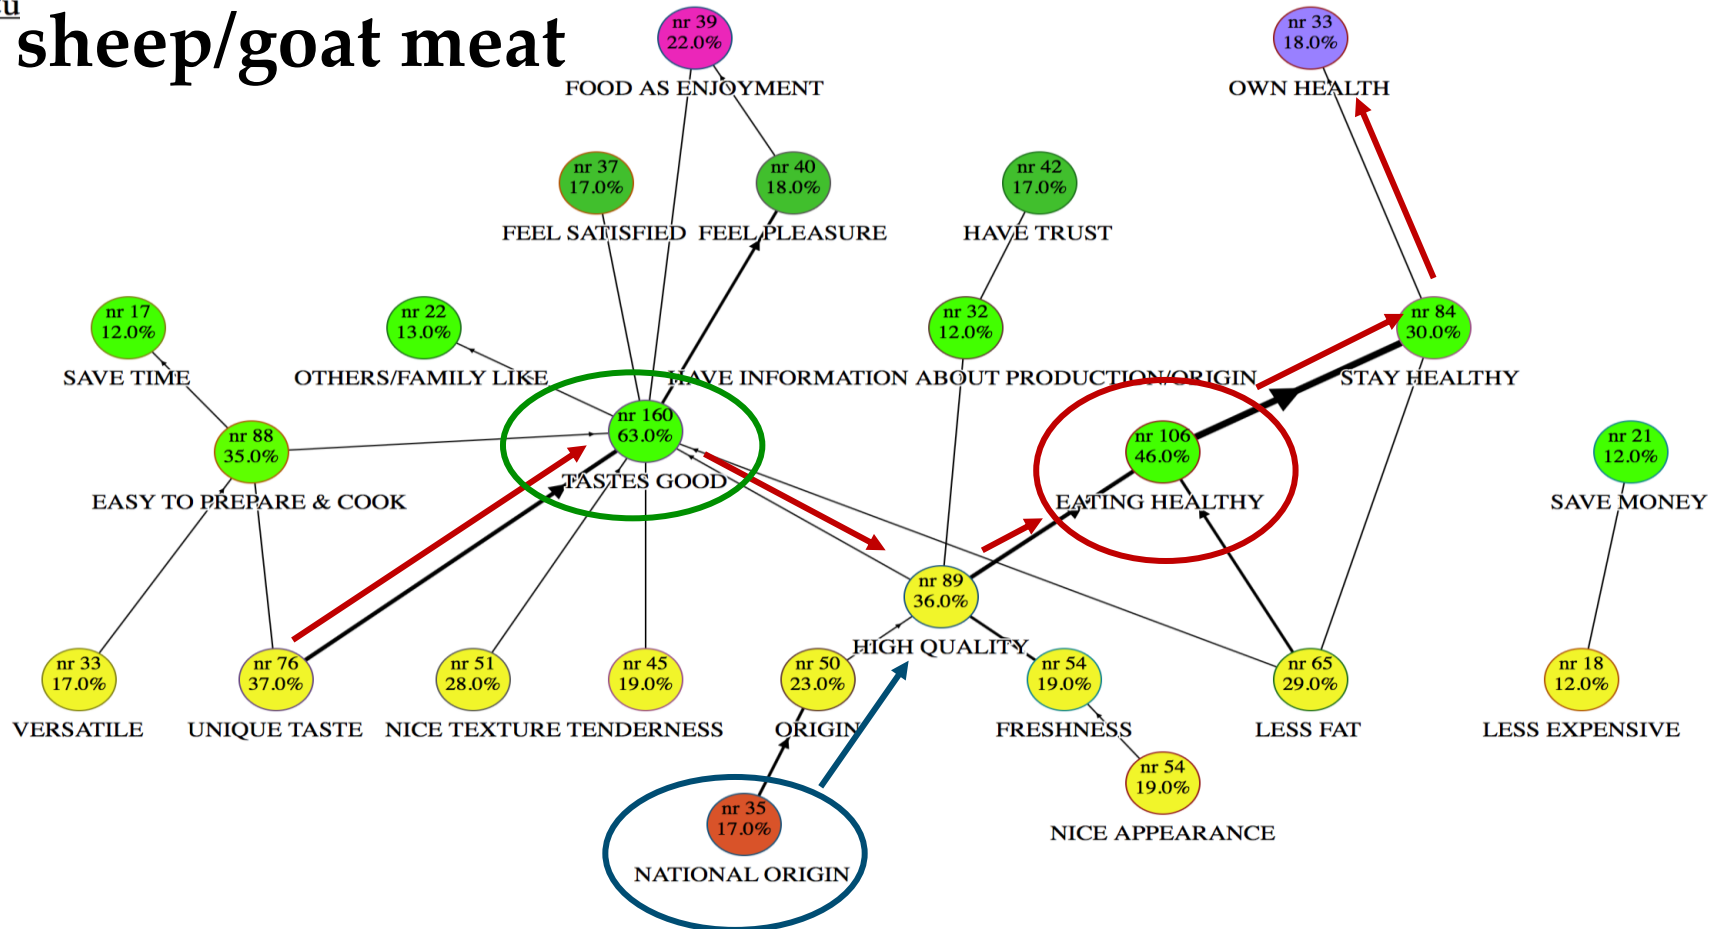 sheep/goat meat
nr 39
22.0%
FOOD AS ENJOYMENT
nr 33
18.0%
OWN HEALTH
nr 37
17.0%
FEEL SATISFIED
nr 40
18.0%
FEEL PLEASURE
nr 42
17.0%
HAVE TRUST
nr 17
12.0%
SAVE TIME
nr 22
13.0%
OTHERS/FAMILY LIKE
nr 32
12.0%
HAVE INFORMATION ABOUT PRODUCTION/ORIGIN
nr 84
30.0%
STAY HEALTHY
nr 88
35.0%
EASY TO PREPARE & COOK
nr 160
63.0%
TASTES GOOD
nr 106
46.0%
EATING HEALTHY
nr 21
12.0%
SAVE MONEY
nr 89
36.0%
HIGH QUALITY
nr 33
17.0%
VERSATILE
nr 76
37.0%
UNIQUE TASTE
nr 51
28.0%
NICE TEXTURE
nr 45
19.0%
TENDERNESS
nr 50
23.0%
ORIGIN
nr 54
19.0%
FRESHNESS
nr 65
29.0%
LESS FAT
nr 18
12.0%
LESS EXPENSIVE
nr 54
19.0%
NICE APPEARANCE
nr 35
17.0%
NATIONAL ORIGIN